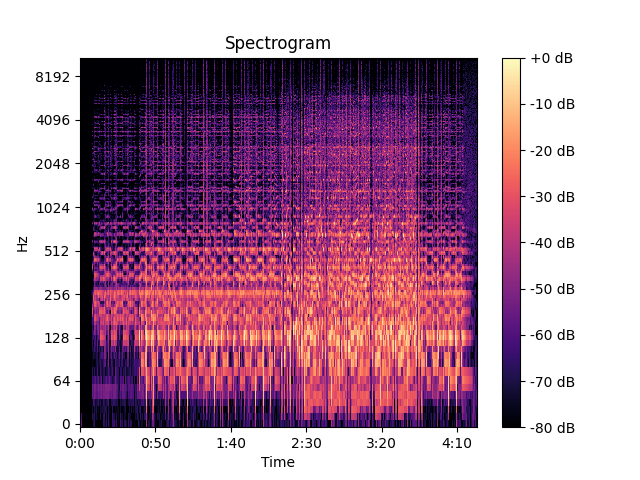 Spectrogram
Hz
8192
4096
2048
1024
512
256
128
64
0
0:00 0:50 1:40 2:30 3:20 4:10
Time
+0 dB
-10 dB
-20 dB
-30 dB
-40 dB
-50 dB
-60 dB
-70 dB
-80 dB